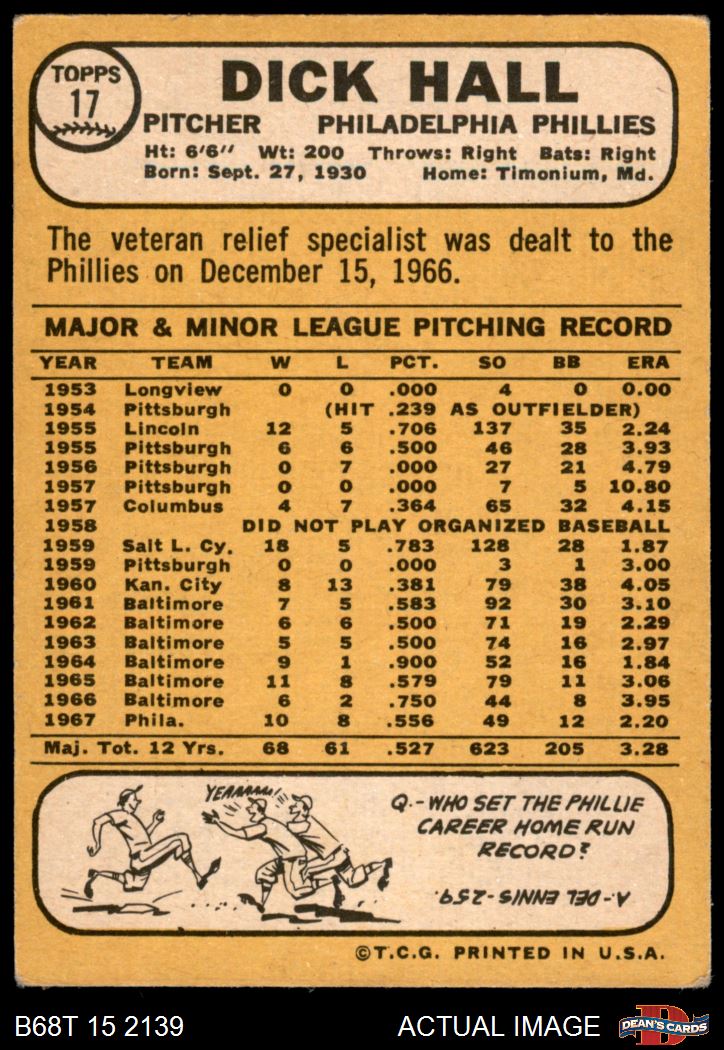 TOPPS
17
DICK HALL
PITCHER PHILADELPHIA PHILLIES
Ht: 6'6" Wt: 200 Throws: Right Bats: Right
Born: Sept. 27, 1930 Home: Timonium, Md.
The veteran relief specialist was dealt to the
Phillies on December 15, 1966.
MAJOR & MINOR LEAGUE PITCHING RECORD
YEAR TEAM W L PCT. SO BB ERA
1953 Longview 0 0 .000 4 0 0.00
1954 Pittsburgh (HIT .239 AS OUTFIELDER)
1955 Lincoln 12 5 .706 137 35 2.24
1955 Pittsburgh 6 6 .500 46 28 3.93
1956 Pittsburgh 0 7 .000 27 21 4.79
1957 Pittsburgh 0 0 .000 7 5 10.80
1957 Columbus 4 7 .364 65 32 4.15
1958 DID NOT PLAY ORGANIZED BASEBALL
1959 Salt L. Cy. 18 5 .783 128 28 1.87
1959 Pittsburgh 0 0 .000 3 1 3.00
1960 Kan. City 8 13 .381 79 38 4.05
1961 Baltimore 7 5 .583 92 30 3.10
1962 Baltimore 6 6 .500 71 19 2.29
1963 Baltimore 5 5 .500 74 16 2.97
1964 Baltimore 9 1 .900 52 16 1.84
1965 Baltimore 11 8 .579 79 11 3.06
1966 Baltimore 6 2 .750 44 8 3.95
1967 Phila. 10 8 .556 49 12 2.20
Maj. Tot. 12 Yrs. 68 61 .527 623 205 3.28
YEAAAAA!
Q.-WHO SET THE PHILLIE
CAREER HOME RUN
RECORD?
A- DEL ENNIS-259.
©T.C.G. PRINTED IN U.S.A.
B68T 15 2139 ACTUAL IMAGE
D
DEAN'S CARDS